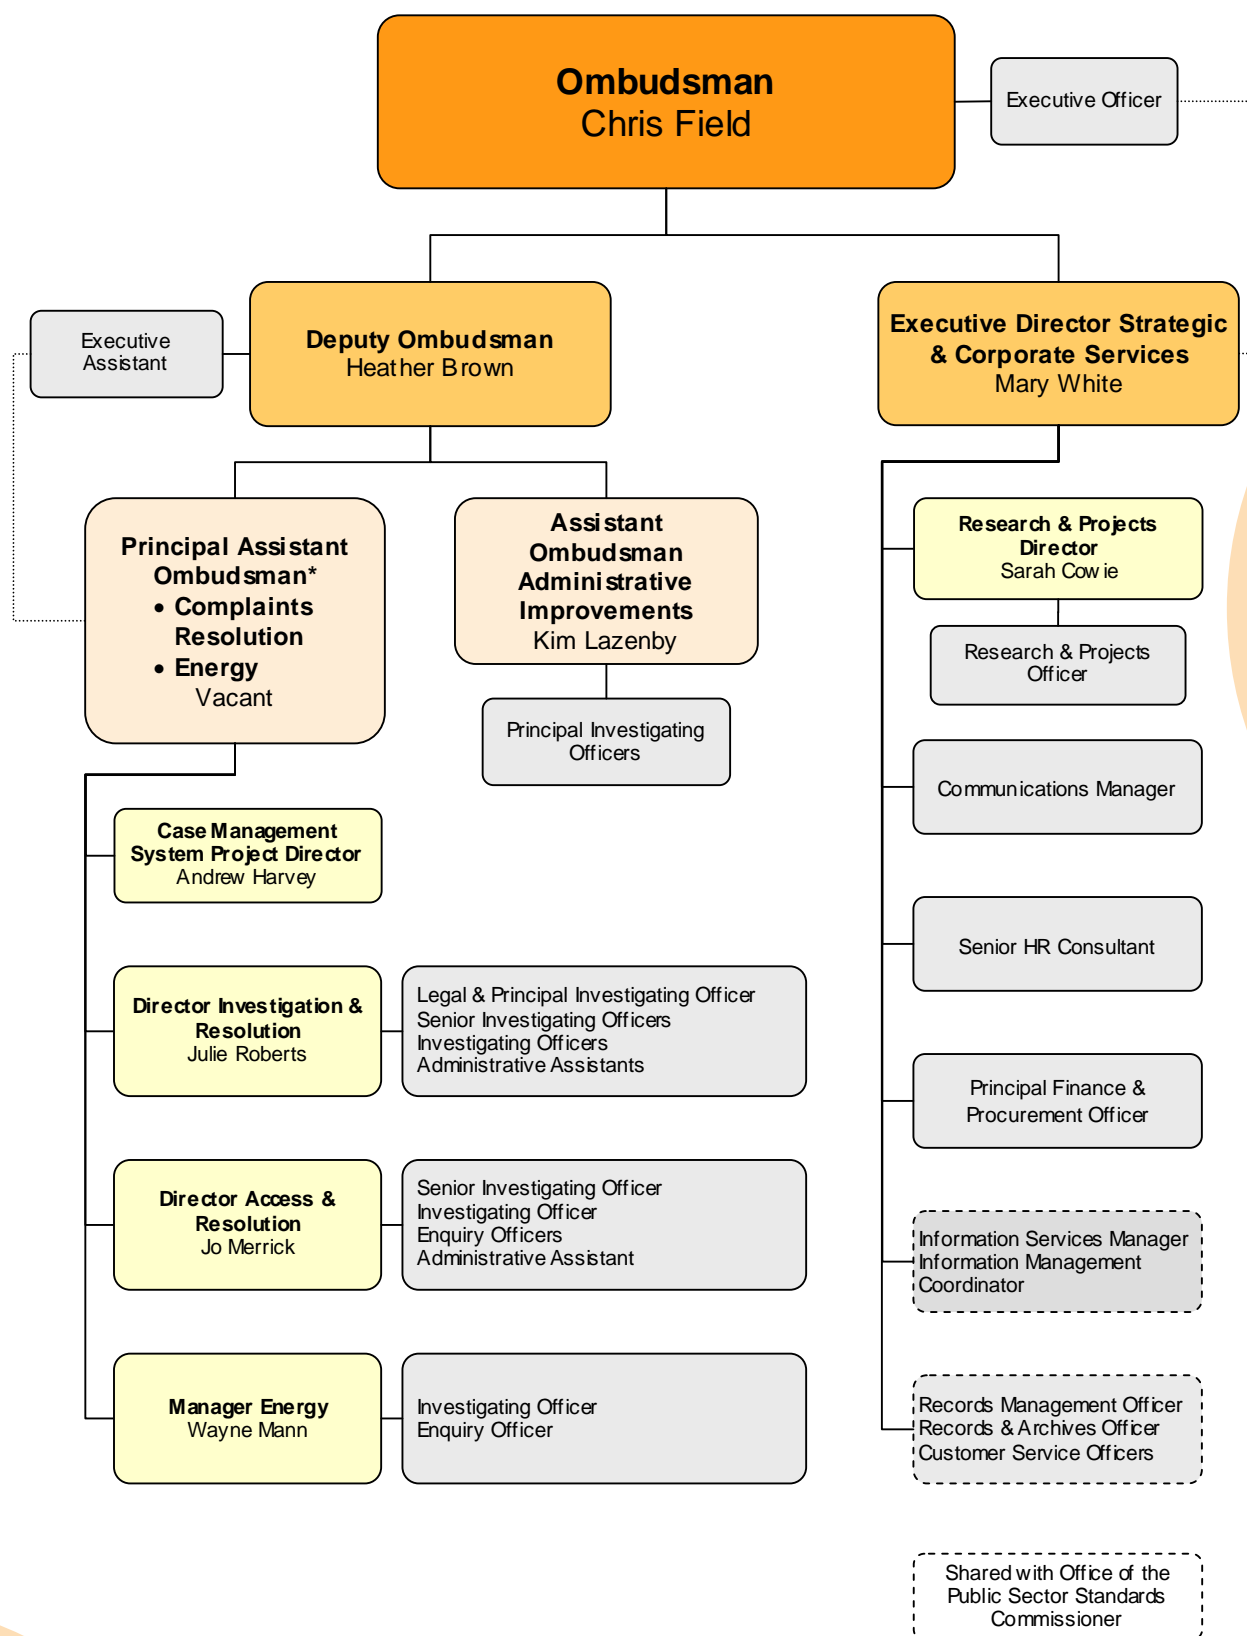 Ombudsman
Chris Field
Executive Officer
Executive
Assistant
Deputy Ombudsman
Heather Brown
Executive Director Strategic
& Corporate Services
Mary White
Principal Assistant
Ombudsman*
• Complaints
Resolution
• Energy
Vacant
Assistant
Ombudsman
Administrative
Improvements
Kim Lazenby
Principal Investigating
Officers
Research & Projects
Director
Sarah Cowie
Research & Projects
Officer
Communications Manager
Case Management
System Project Director
Andrew Harvey
Senior HR Consultant
Director Investigation &
Resolution
Julie Roberts
Legal & Principal Investigating Officer
Senior Investigating Officers
Investigating Officers
Administrative Assistants
Principal Finance &
Procurement Officer
Director Access &
Resolution
Jo Merrick
Senior Investigating Officer
Investigating Officer
Enquiry Officers
Administrative Assistant
Information Services Manager
Information Management
Coordinator
Manager Energy
Wayne Mann
Investigating Officer
Enquiry Officer
Records Management Officer
Records & Archives Officer
Customer Service Officers
Shared with Office of the
Public Sector Standards
Commissioner